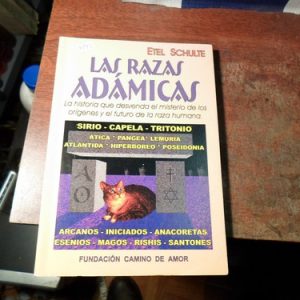 ETEL SCHULTE
LAS RAZAS
ADÁMICAS
La historia que desvenda el misterio de los
orígenes y el futuro de la raza humana.
SIRIO - CAPELA - TRITONIO
ATICA * PANGEA * LEMURIA
ATLANTIDA * HIPERBOREO * POSEIDONIA
A O
ARCANOS - INICIADOS - ANACORETAS
ESENIOS - MAGOS - RISHIS - SANTONES
FUNDACIÓN CAMINO DE AMOR